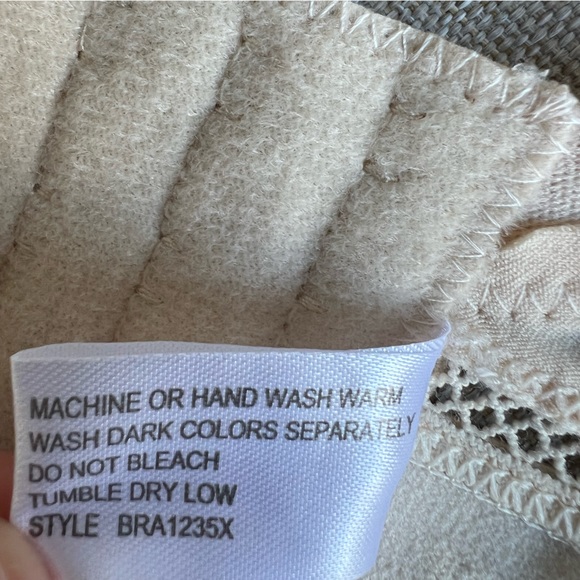 MACHINE OR HAND WASH WARM
WASH DARK COLORS SEPARATELY
DO NOT BLEACH
TUMBLE DRY LOW
STYLE BRA1235X